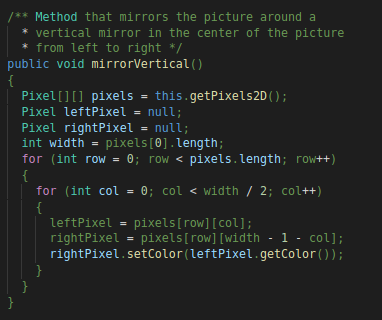 /** Method that mirrors the picture around a
* vertical mirror in the center of the picture
* from left to right */
public void mirrorVertical()
{
Pixel[][] pixels = this.getPixels2D();
Pixel leftPixel = null;
Pixel rightPixel = null;
int width = pixels[0].length;
for (int row = 0; row < pixels.length; row++)
{
for (int col = 0; col < width / 2; col++)
{
leftPixel = pixels[row][col];
rightPixel = pixels[row][width - 1 - col];
rightPixel.setColor(leftPixel.getColor());
}
}
}